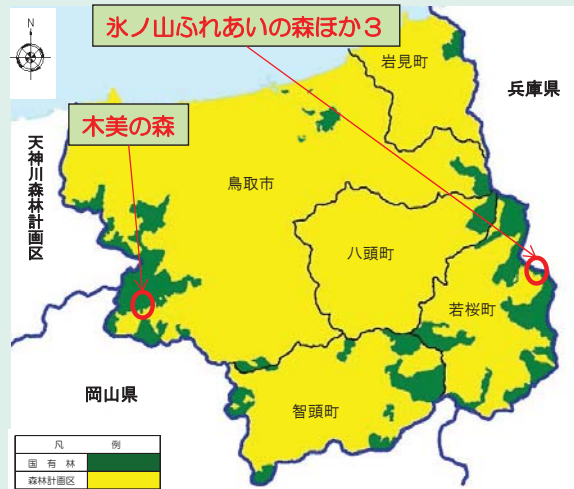 N
氷ノ山ふれあいの森ほか３
岩見町
兵庫県
木美の森
天神川森林計画区
鳥取市
八頭町
若桜町
岡山県
智頭町
凡　例
国有林
森林計画区